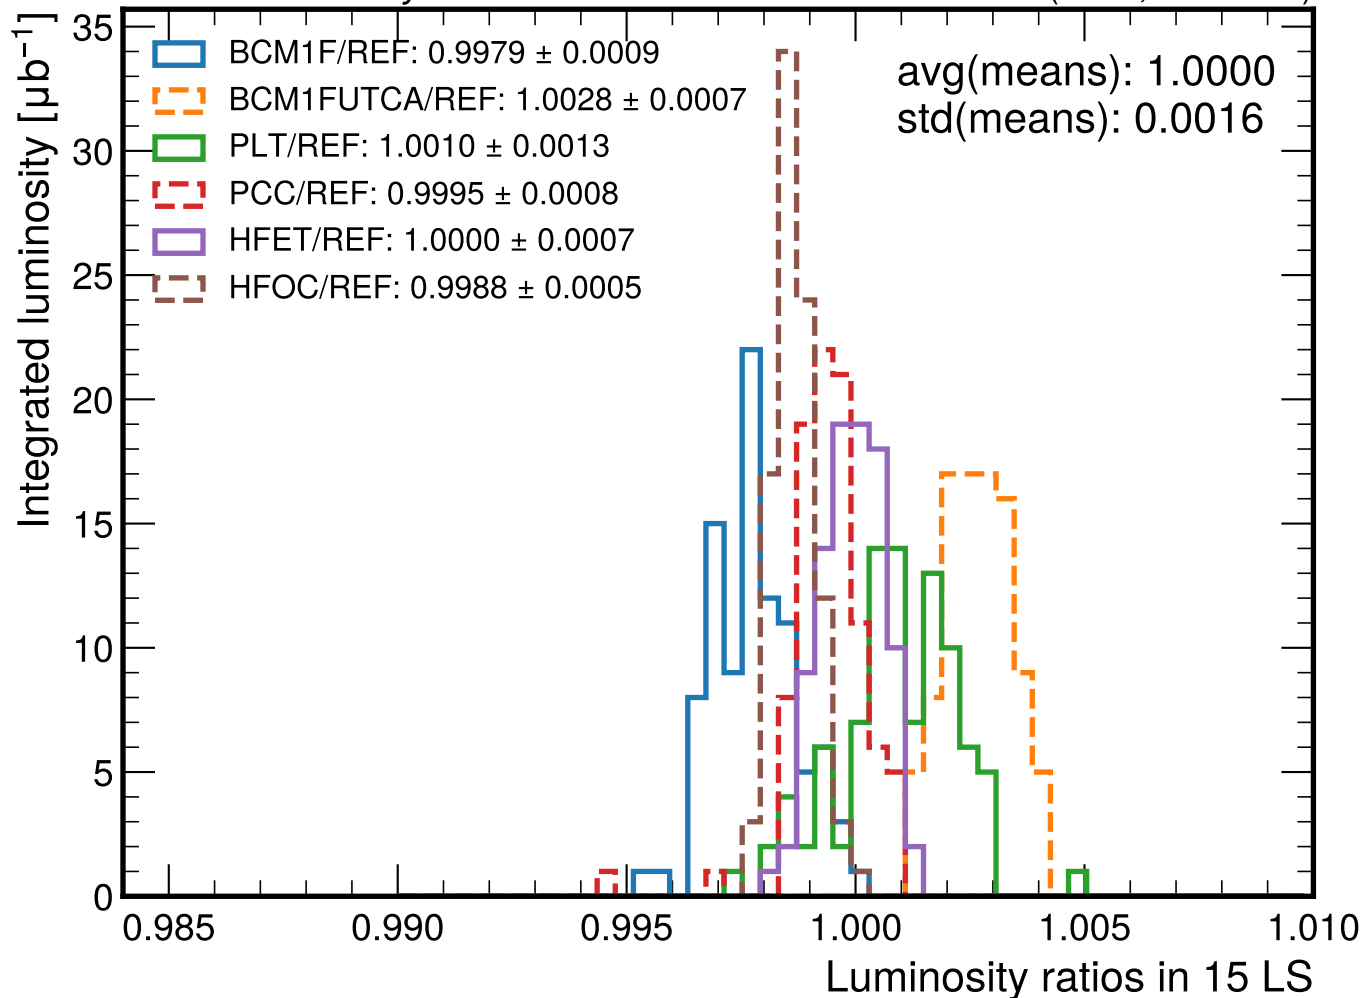 BCM1F/REF: 0.9979 ± 0.0009
BCM1FUTCA/REF: 1.0028 ± 0.0007
PLT/REF: 1.0010 ± 0.0013
PCC/REF: 0.9995 ± 0.0008
HFET/REF: 1.0000 ± 0.0007
HFOC/REF: 0.9988 ± 0.0005
avg(means): 1.0000
std(means): 0.0016
Integrated luminosity [μb⁻¹]
35
30
25
20
15
10
5
0
0.985
0.990
0.995
1.000
1.005
1.010
Luminosity ratios in 15 LS